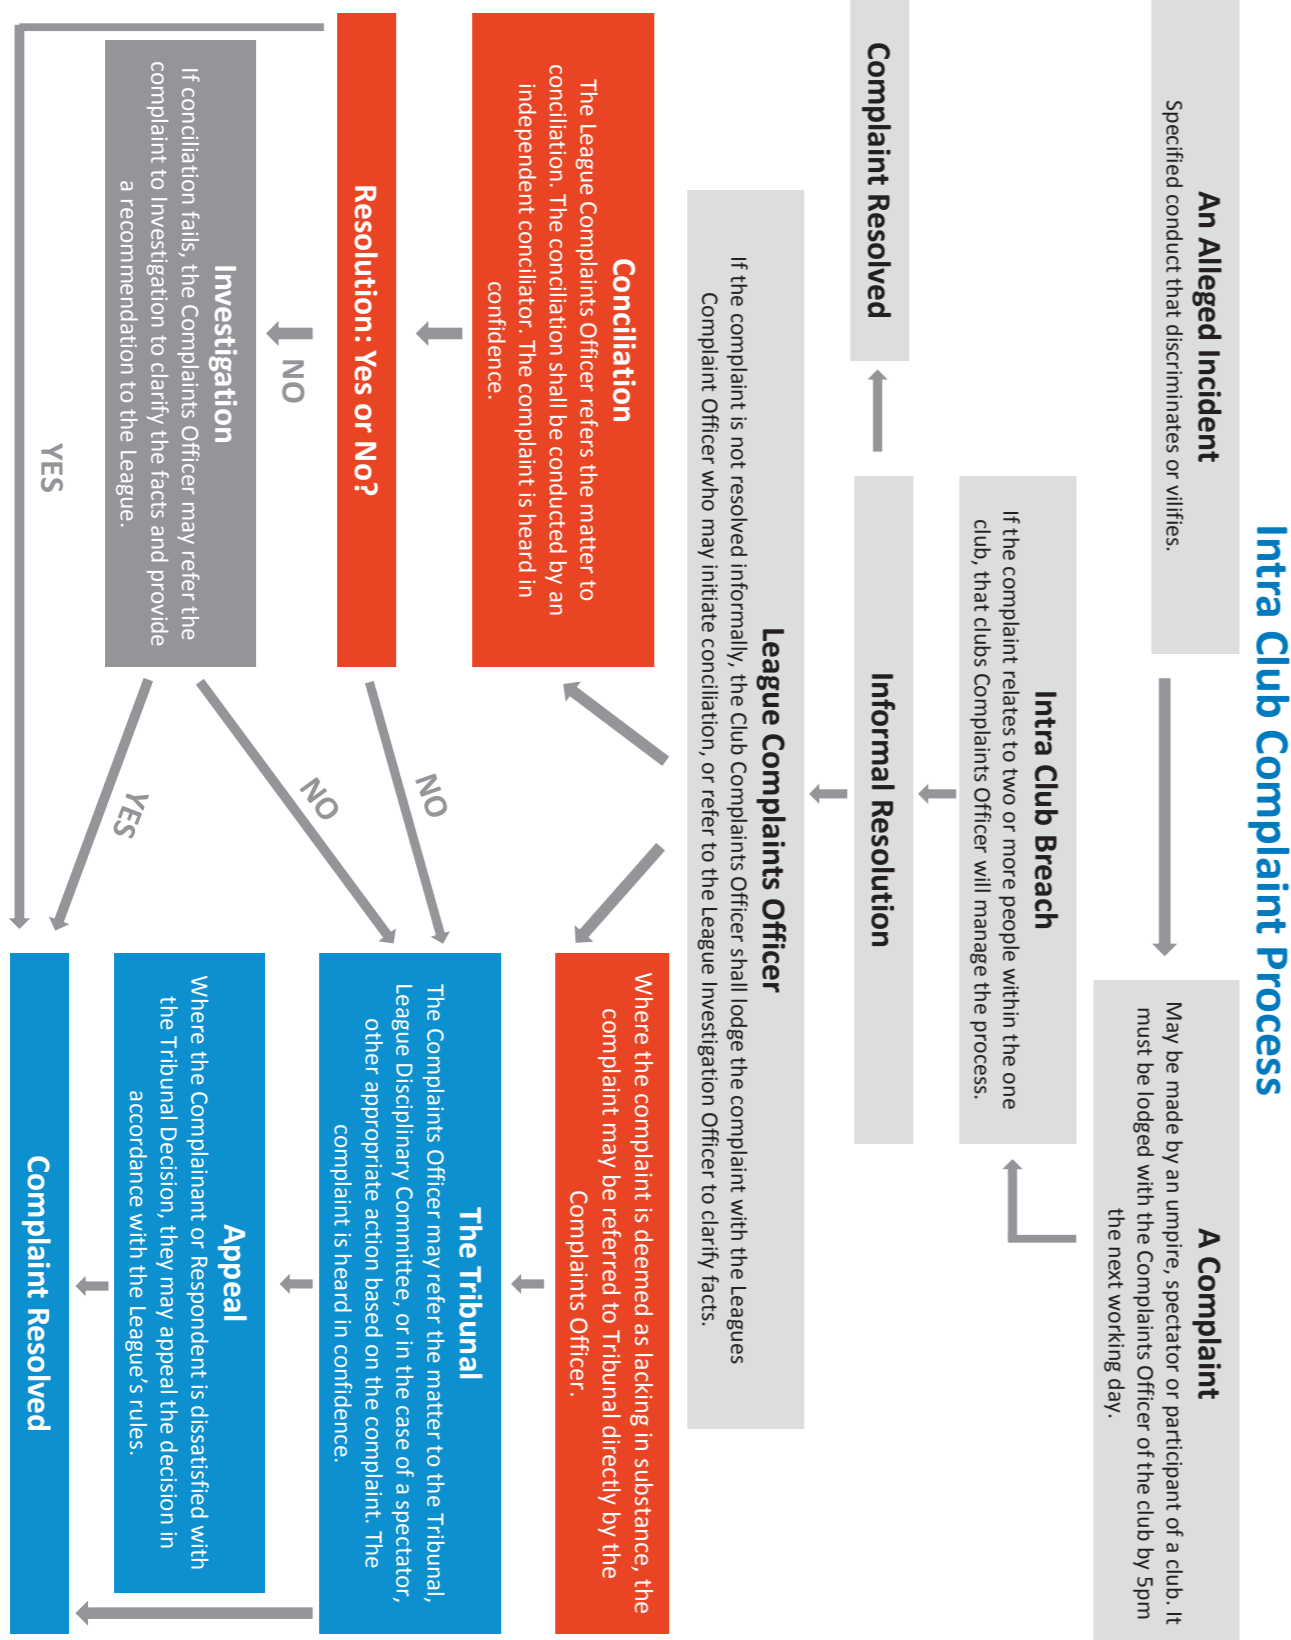 Intra Club Complaint Process
An Alleged Incident
Specified conduct that discriminates or vilifies.
A Complaint
May be made by an umpire, spectator or participant of a club. It
must be lodged with the Complaints Officer of the club by 5pm
the next working day.
Intra Club Breach
If the complaint relates to two or more people within the one
club, that clubs Complaints Officer will manage the process.
Complaint Resolved
Informal Resolution
League Complaints Officer
If the complaint is not resolved informally, the Club Complaints Officer shall lodge the complaint with the Leagues
Complaint Officer who may initiate conciliation, or refer to the League Investigation Officer to clarify facts.
Conciliation
The League Complaints Officer refers the matter to
conciliation. The conciliation shall be conducted by an
independent conciliator. The complaint is heard in
confidence.
Where the complaint is deemed as lacking in substance, the
complaint may be referred to Tribunal directly by the
Complaints Officer.
Resolution: Yes or No?
NO
NO
The Tribunal
The Complaints Officer may refer the matter to the Tribunal,
League Disciplinary Committee, or in the case of a spectator,
other appropriate action based on the complaint. The
complaint is heard in confidence.
Investigation
If conciliation fails, the Complaints Officer may refer the
complaint to Investigation to clarify the facts and provide
a recommendation to the League.
NO
YES
Appeal
Where the Complainant or Respondent is dissatisfied with
the Tribunal Decision, they may appeal the decision in
accordance with the League’s rules.
YES
Complaint Resolved